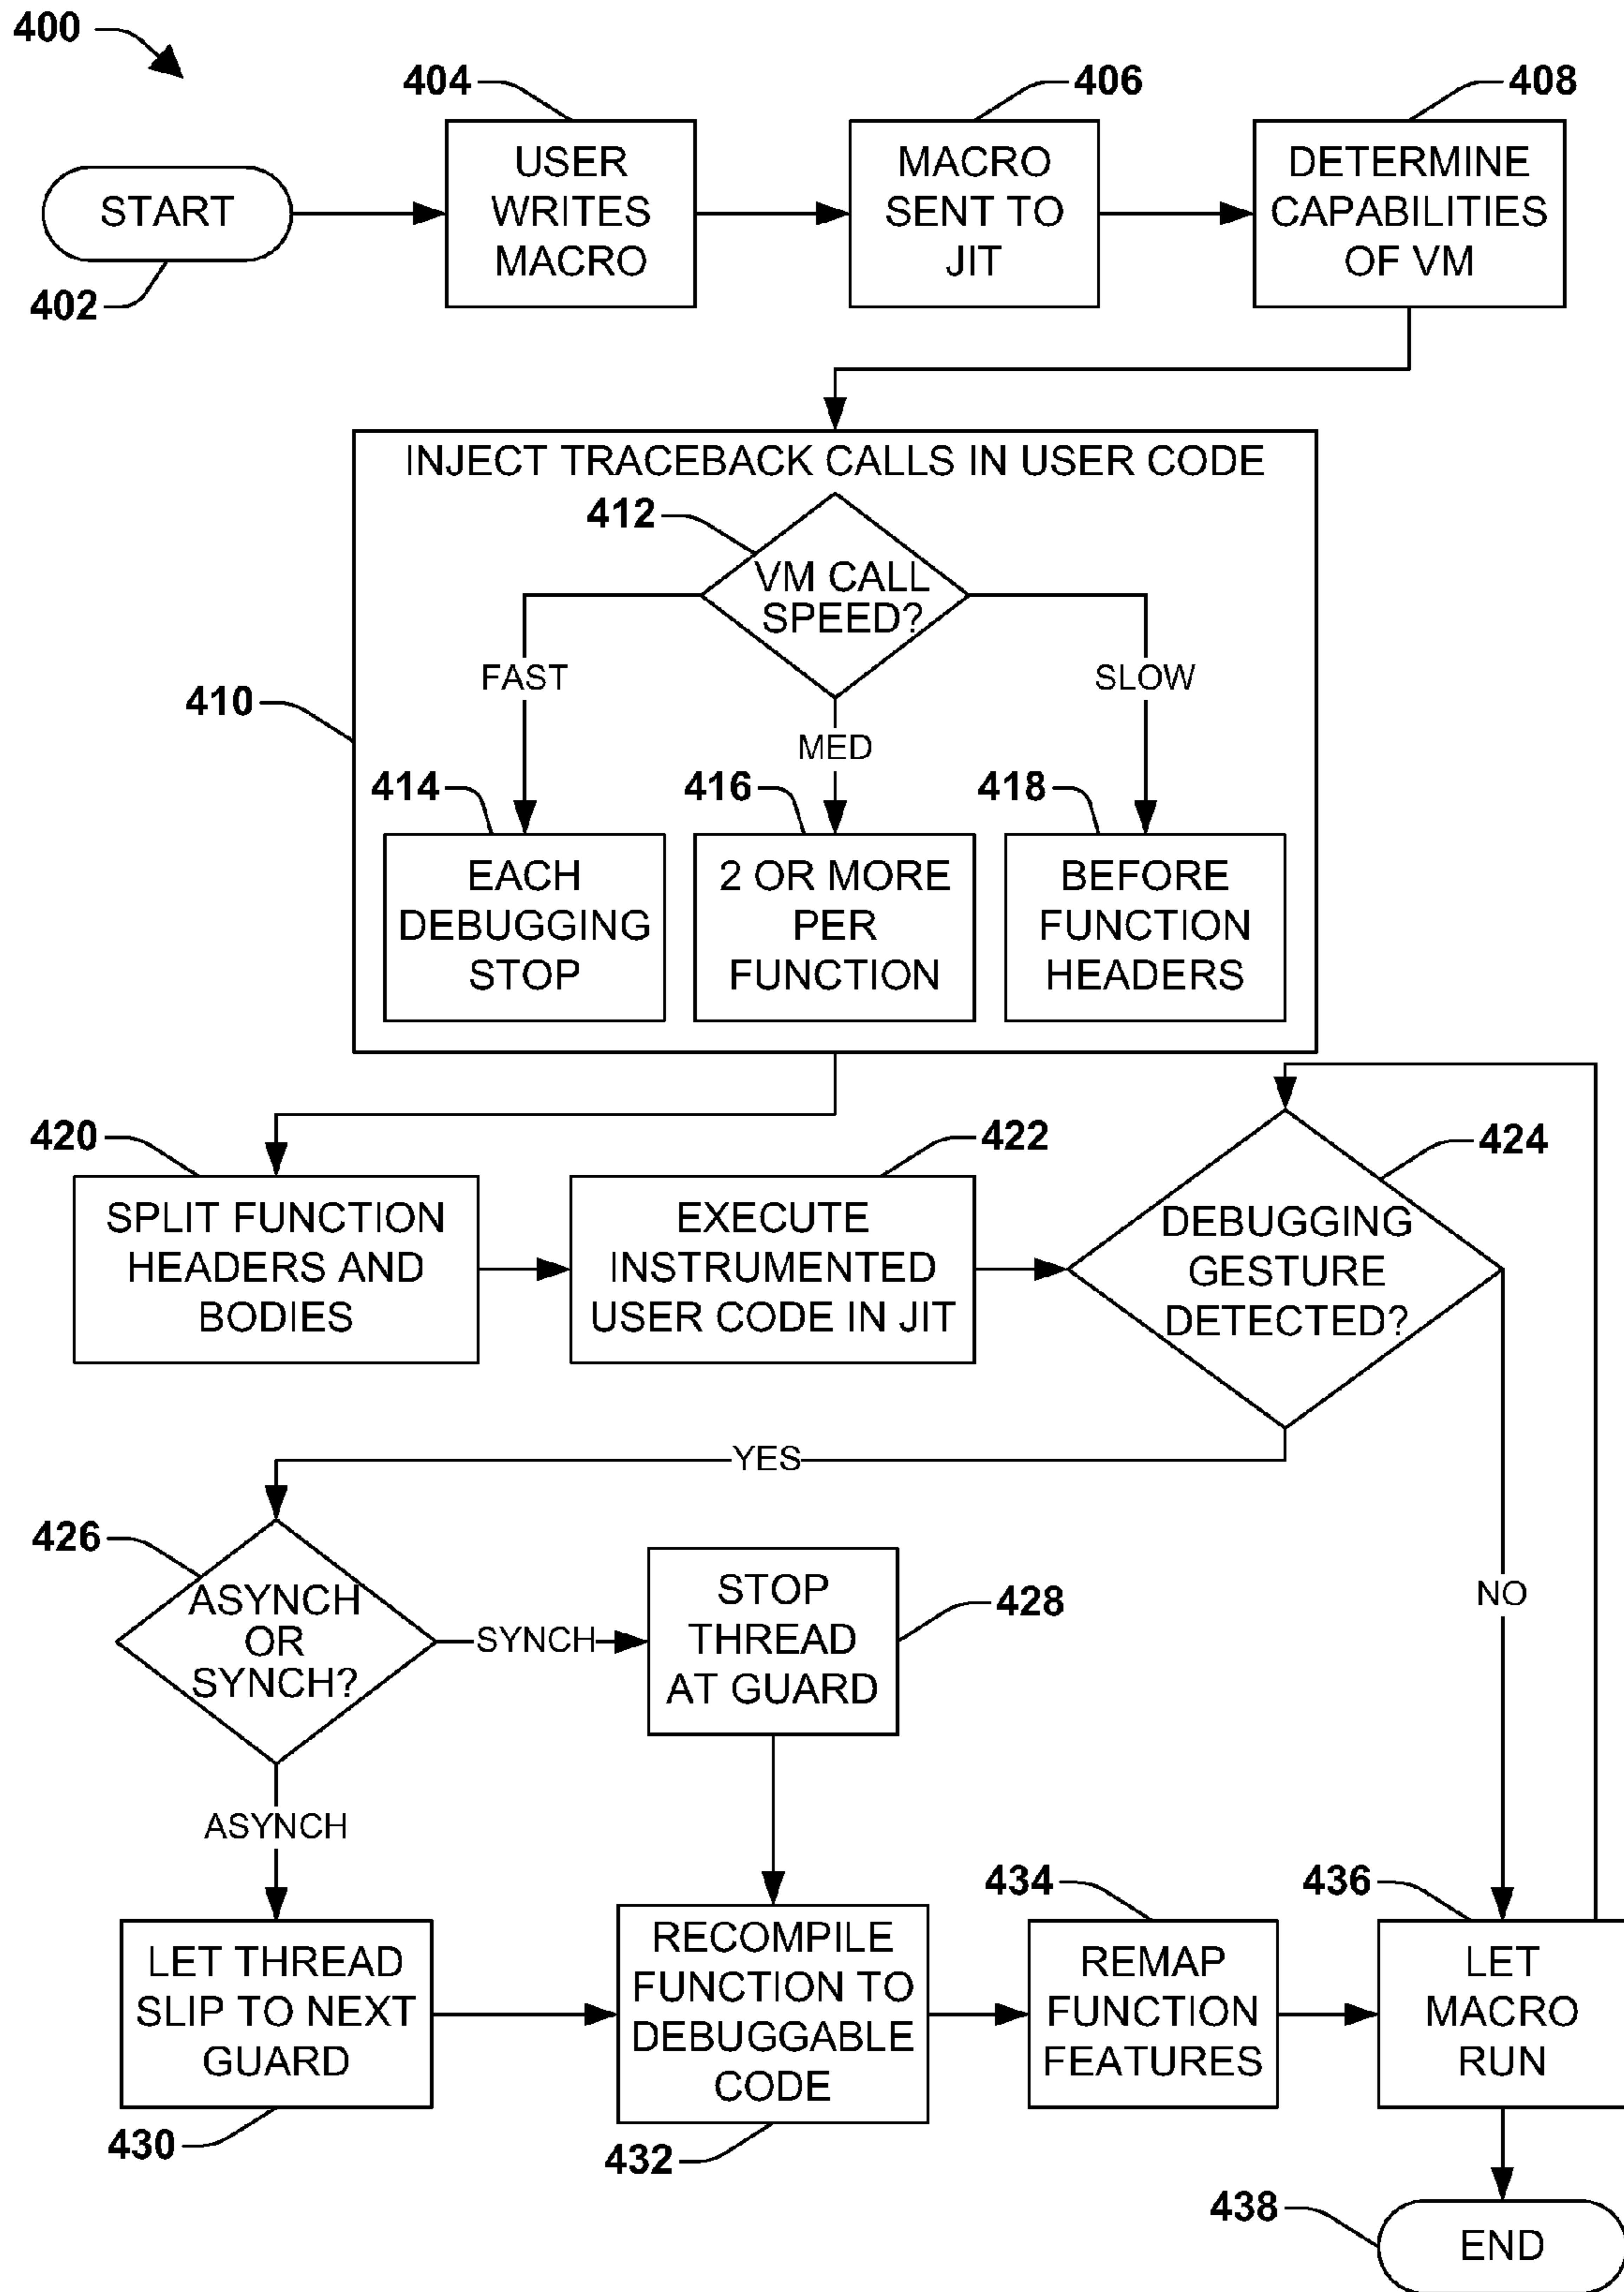 400
404
406
408
START
USER
WRITES
MACRO
MACRO
SENT TO
JIT
DETERMINE
CAPABILITIES
OF VM
402
INJECT TRACEBACK CALLS IN USER CODE
412
VM CALL
SPEED?
FAST
SLOW
410
MED
414
416
418
EACH
DEBUGGING
STOP
2 OR MORE
PER
FUNCTION
BEFORE
FUNCTION
HEADERS
420
422
424
SPLIT FUNCTION
HEADERS AND
BODIES
EXECUTE
INSTRUMENTED
USER CODE IN JIT
DEBUGGING
GESTURE
DETECTED?
YES
426
ASYNCH
OR
SYNCH?
SYNCH
STOP
THREAD
AT GUARD
428
NO
ASYNCH
434
436
LET THREAD
SLIP TO NEXT
GUARD
RECOMPILE
FUNCTION TO
DEBUGGABLE
CODE
REMAP
FUNCTION
FEATURES
LET
MACRO
RUN
430
432
438
END